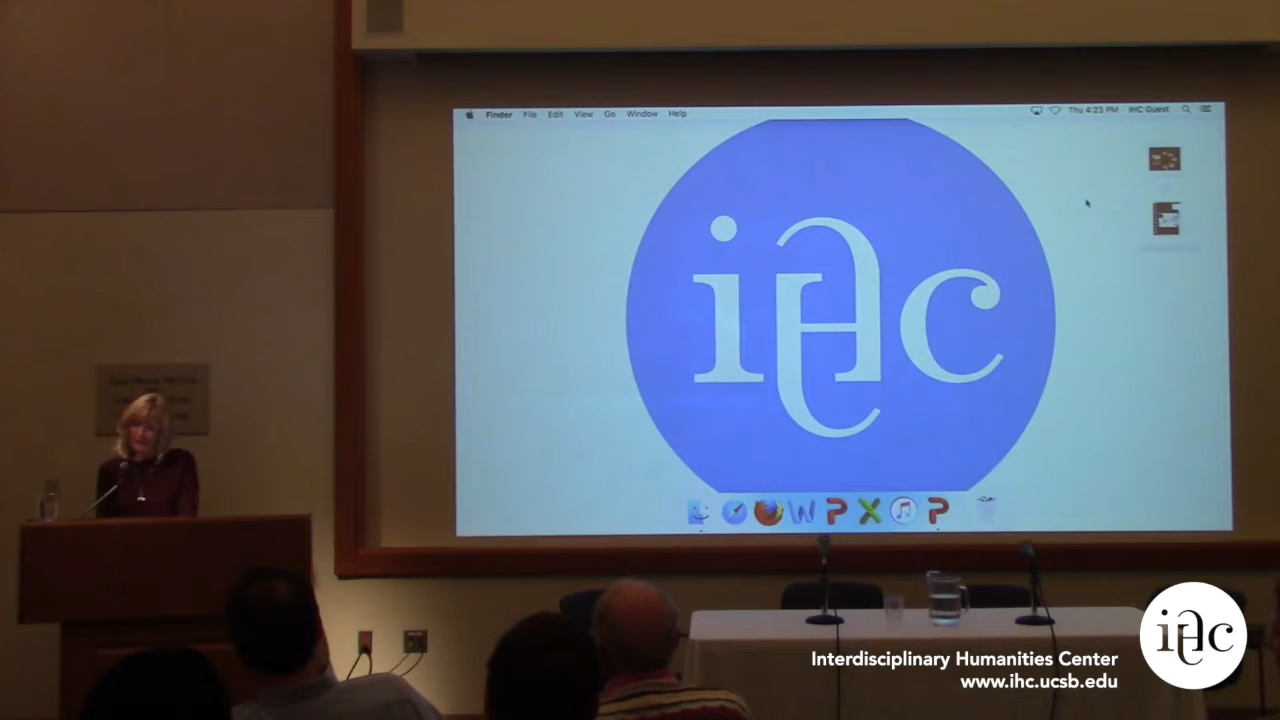 Finder File Edit View Go Window Help
Thu 4:23 PM IHC Guest
ihc
Interdisciplinary Humanities Center
www.ihc.ucsb.edu
ihc